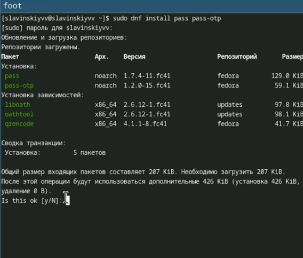 foot
[slavinskiyvv@slavinskiyvv ~]$ sudo dnf install pass pass-otp
[sudo] пароль для slavinskiyvv:
Обновление и загрузка репозиториев:
Репозитории загружены.
Пакет Арх. Версия Репозиторий Размер
Установка:
pass noarch 1.7.4-11.fc41 fedora 129.0 KiB
pass-otp noarch 1.2.0-15.fc41 fedora 59.1 KiB
Установка зависимостей:
liboath x86_64 2.6.12-1.fc41 updates 97.8 KiB
oathtool x86_64 2.6.12-1.fc41 updates 98.1 KiB
qrencode x86_64 4.1.1-8.fc41 fedora 41.7 KiB
Сводка транзакции:
Установка: 5 пакетов
Общий размер входящих пакетов составляет 207 KiB. Необходимо загрузить 207 KiB.
После этой операции будут использоваться дополнительные 426 KiB (установка 426 KiB,
удаление 0 B).
Is this ok [y/N]: